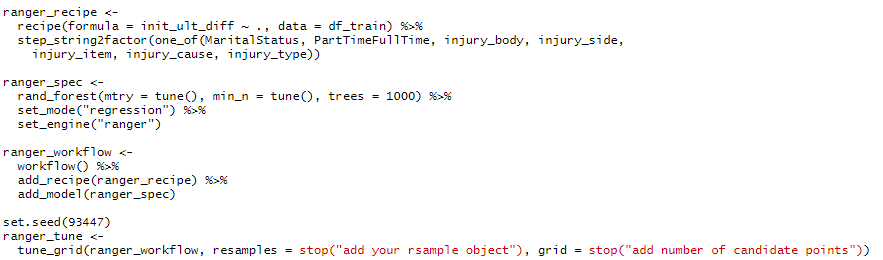 ranger_recipe <-
  recipe(formula = init_ult_diff ~ ., data = df_train) %>%
  step_string2factor(one_of(MaritalStatus, PartTimeFullTime, injury_body, injury_side,
    injury_item, injury_cause, injury_type))
ranger_spec <-
  rand_forest(mtry = tune(), min_n = tune(), trees = 1000) %>%
  set_mode("regression") %>%
  set_engine("ranger")
ranger_workflow <-
  workflow() %>%
  add_recipe(ranger_recipe) %>%
  add_model(ranger_spec)
set.seed(93447)
ranger_tune <-
  tune_grid(ranger_workflow, resamples = stop("add your rsample object"), grid = stop("add number of candidate points"))